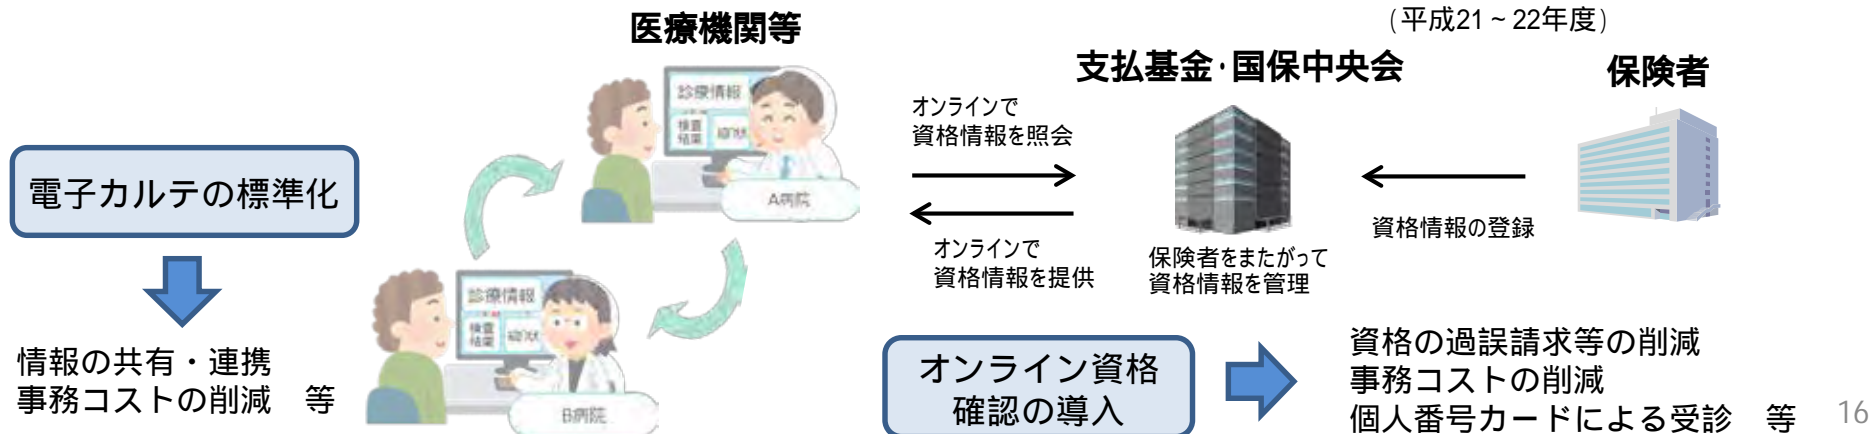 (平成21~22年度)
医療機関等
支払基金・国保中央会
保険者
診療情報
検査
結果
A病院
オンラインで
資格情報を照会
オンラインで
資格情報を提供
保険者をまたがって
資格情報を管理
資格情報の登録
電子カルテの標準化
情報の共有・連携
事務コストの削減 等
診療情報
検査
結果
B病院
オンライン資格
確認の導入
資格の過誤請求等の削減
事務コストの削減
個人番号カードによる受診 等
16